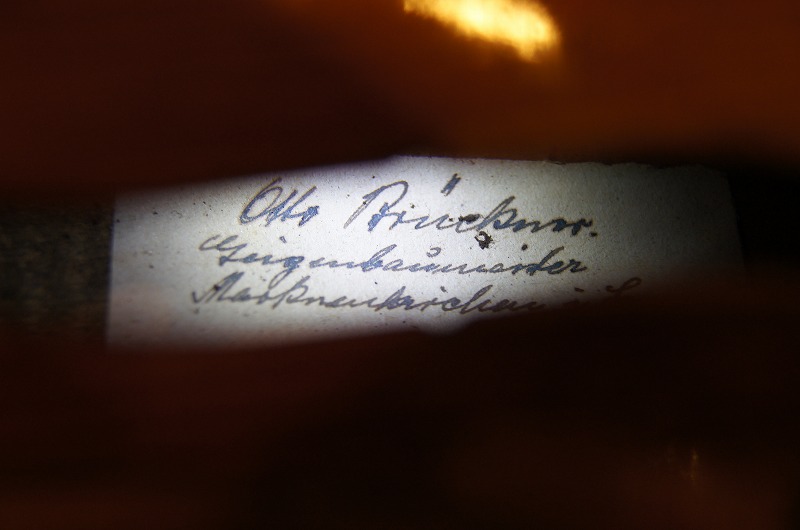 Otto Brückner.
Geigenbaumeister
Markneukirchen i. S.